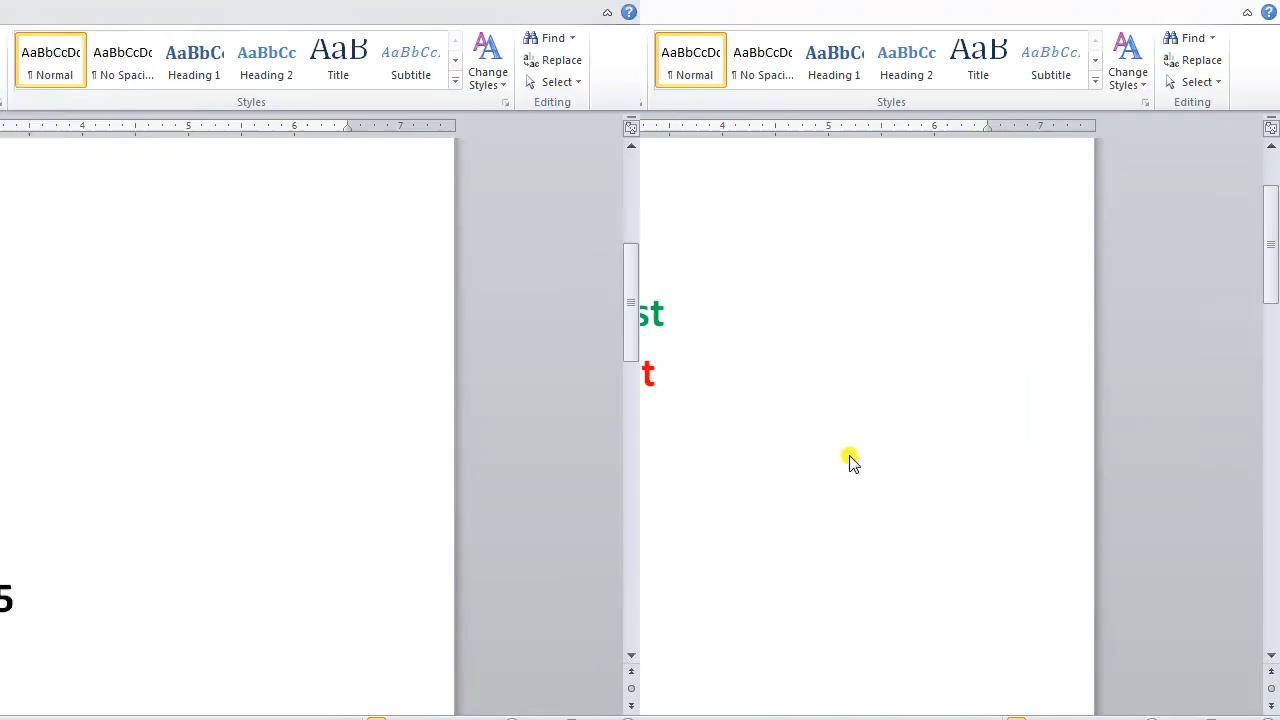 AaBbCcDc AaBbCcDc AaBbC AaBbCc AaB AaBbCc.
¶ Normal ¶ No Spaci... Heading 1 Heading 2 Title Subtitle
Change Styles
Find
Replace
Select
Styles Editing
4 5 6 7
5
AaBbCcDc AaBbCcDc AaBbC AaBbCc AaB AaBbCc.
¶ Normal ¶ No Spaci... Heading 1 Heading 2 Title Subtitle
Change Styles
Find
Replace
Select
Styles Editing
4 5 6 7
st
t